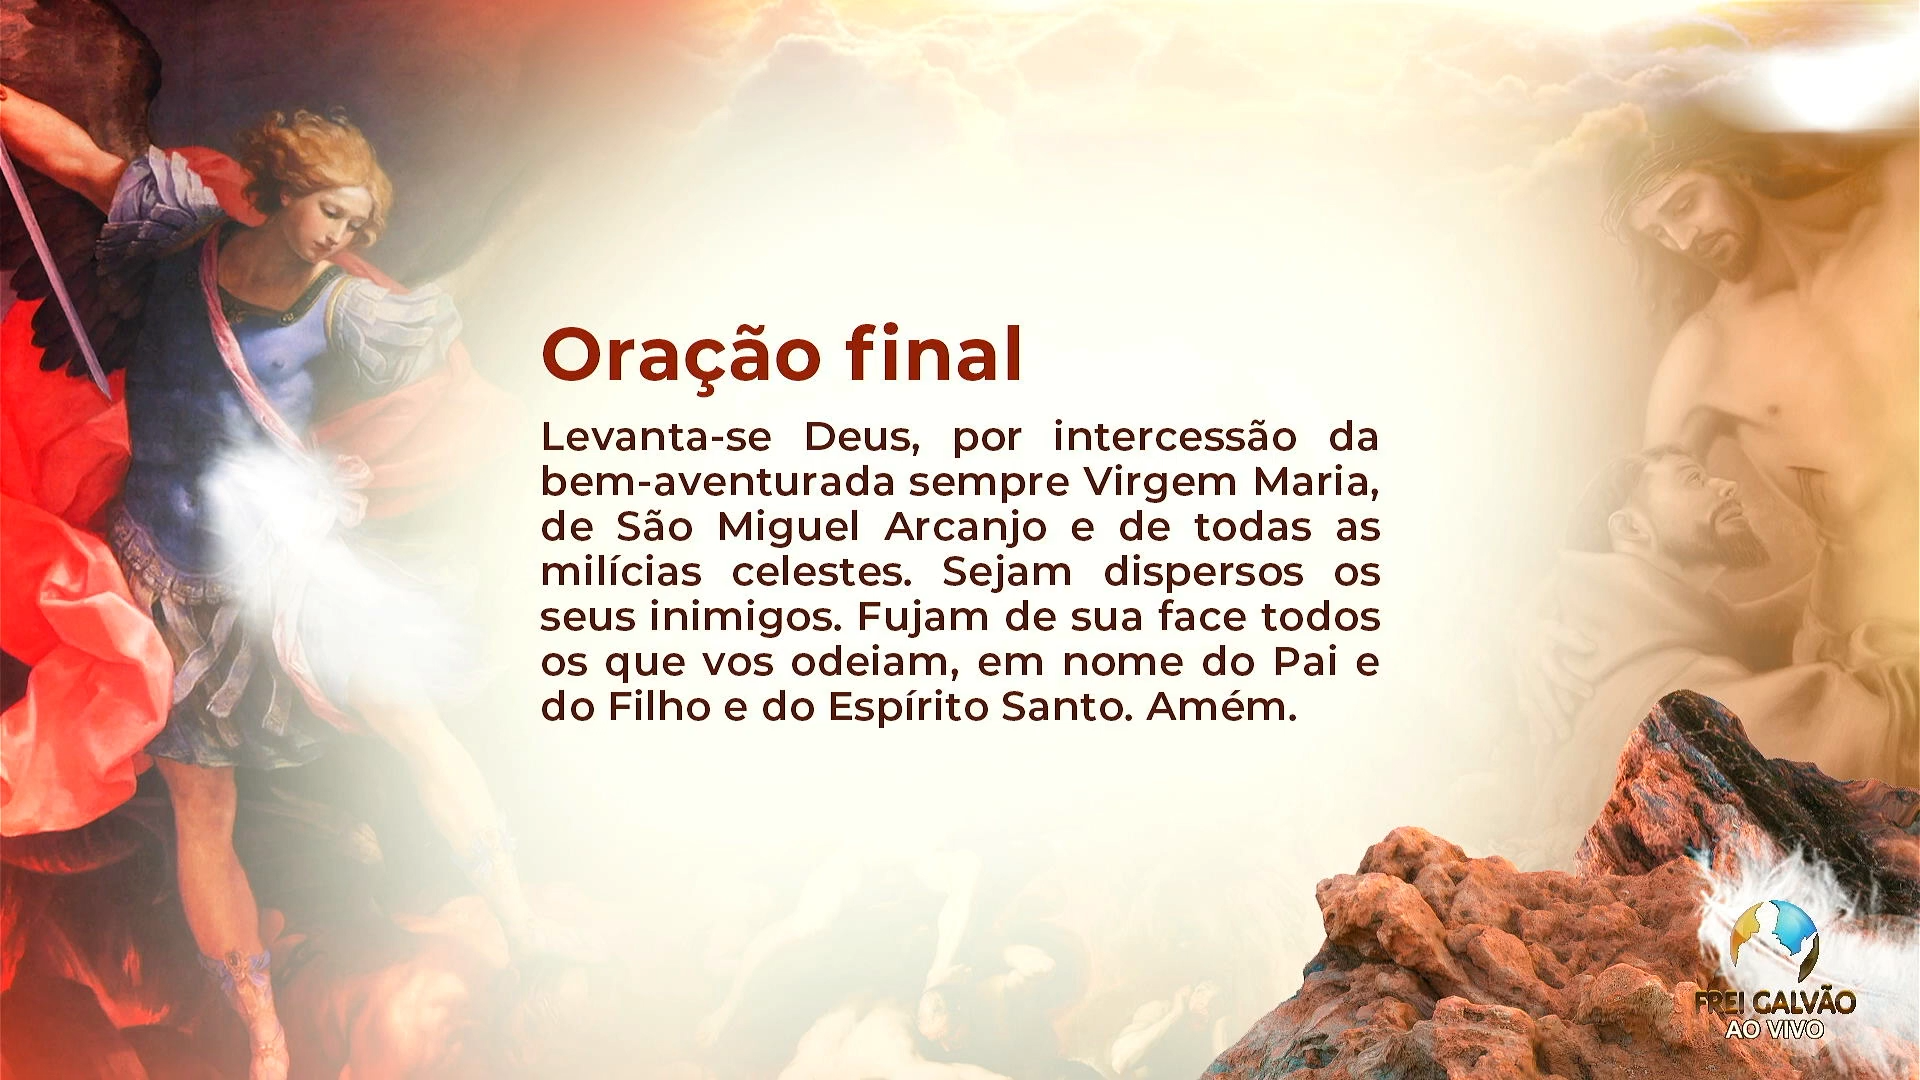 Oração final
Levanta-se Deus, por intercessão da
bem-aventurada sempre Virgem Maria,
de São Miguel Arcanjo e de todas as
milícias celestes. Sejam dispersos os
seus inimigos. Fujam de sua face todos
os que vos odeiam, em nome do Pai e
do Filho e do Espírito Santo. Amém.
FREI GALVÃO
AO VIVO